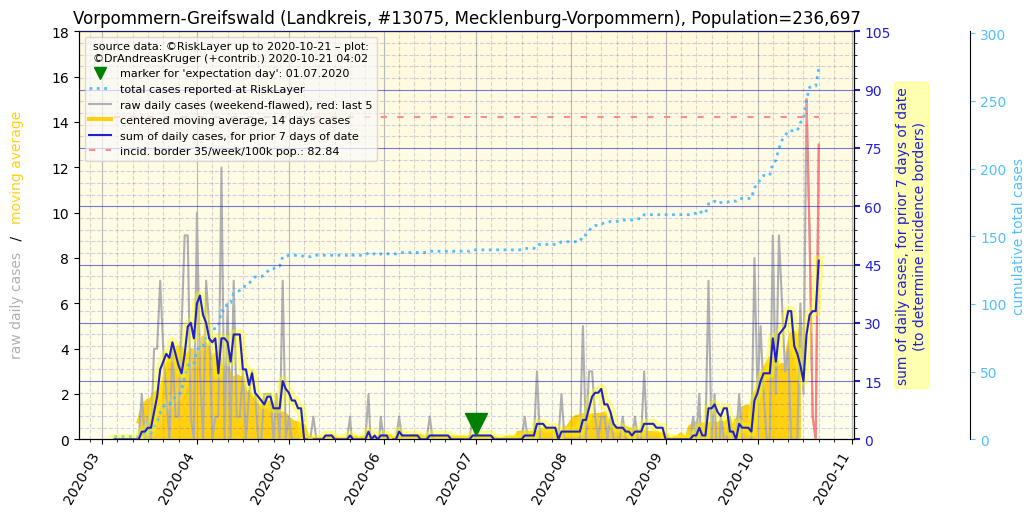 Vorpommern-Greifswald (Landkreis, #13075, Mecklenburg-Vorpommern), Population=236,697
source data: ©RiskLayer up to 2020-10-21 – plot:
©DrAndreasKruger (+contrib.) 2020-10-21 04:02
marker for 'expectation day': 01.07.2020
total cases reported at RiskLayer
raw daily cases (weekend-flawed), red: last 5
centered moving average, 14 days cases
sum of daily cases, for prior 7 days of date
incid. border 35/week/100k pop.: 82.84
raw daily cases / moving average
18
16
14
12
10
8
6
4
2
0
2020-03
2020-04
2020-05
2020-06
2020-07
2020-08
2020-09
2020-10
2020-11
105
90
75
60
45
30
15
0
sum of daily cases, for prior 7 days of date
(to determine incidence borders)
300
250
200
150
100
50
0
cumulative total cases